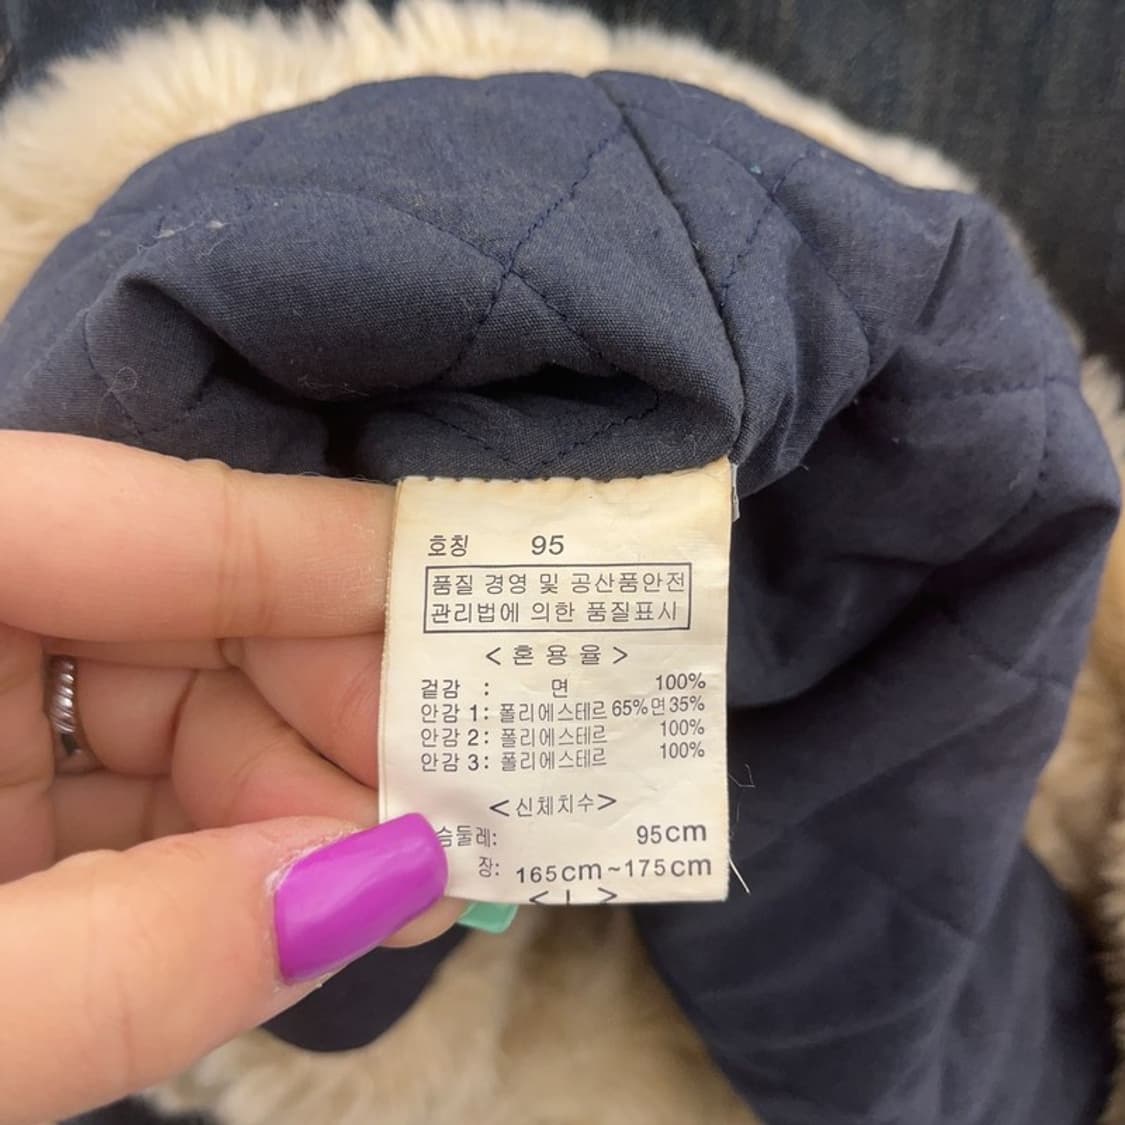 호칭 95
품질 경영 및 공산품안전
관리법에 의한 품질표시
<혼용율>
겉감 : 면 100%
안감 1: 폴리에스테르 65%면35%
안감 2: 폴리에스테르 100%
안감 3: 폴리에스테르 100%
<신체치수>
슴둘레: 95cm
장: 165cm~175cm